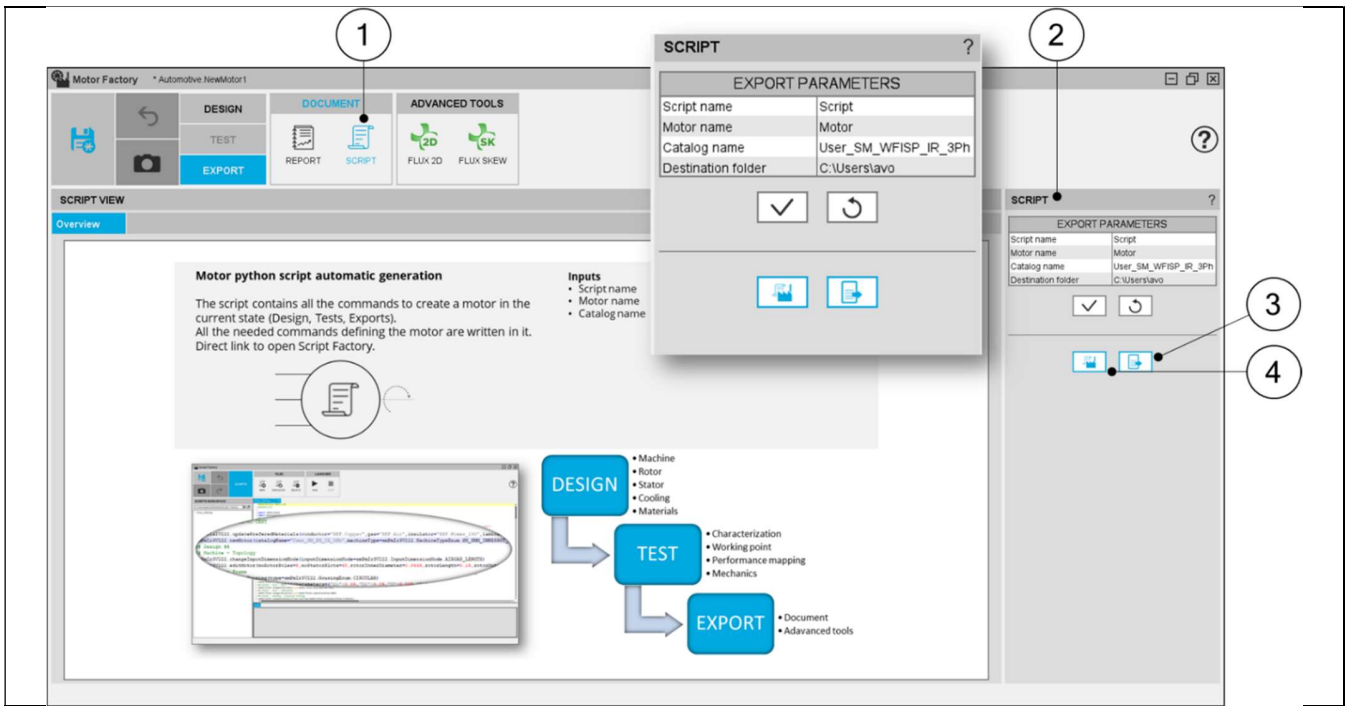 1
2
Motor Factory * Automotive.NewMotor1
DESIGN
TEST
EXPORT
DOCUMENT
REPORT
SCRIPT
ADVANCED TOOLS
2D
SK
FLUX 2D
FLUX SKEW
?
SCRIPT ?
EXPORT PARAMETERS
Script name Script
Motor name Motor
Catalog name User_SM_WFISP_IR_3Ph
Destination folder C:\Users\avo
SCRIPT VIEW
Overview
Motor python script automatic generation
The script contains all the commands to create a motor in the
current state (Design, Tests, Exports).
All the needed commands defining the motor are written in it.
Direct link to open Script Factory.
Inputs
• Script name
• Motor name
• Catalog name
SCRIPT ?
EXPORT PARAMETERS
Script name Script
Motor name Motor
Catalog name User_SM_WFISP_IR_3Ph
Destination folder C:\Users\avo
3
4
DESIGN
• Machine
• Rotor
• Stator
• Cooling
• Materials
TEST
• Characterization
• Working point
• Performance mapping
• Mechanics
EXPORT
• Document
• Adavanced tools